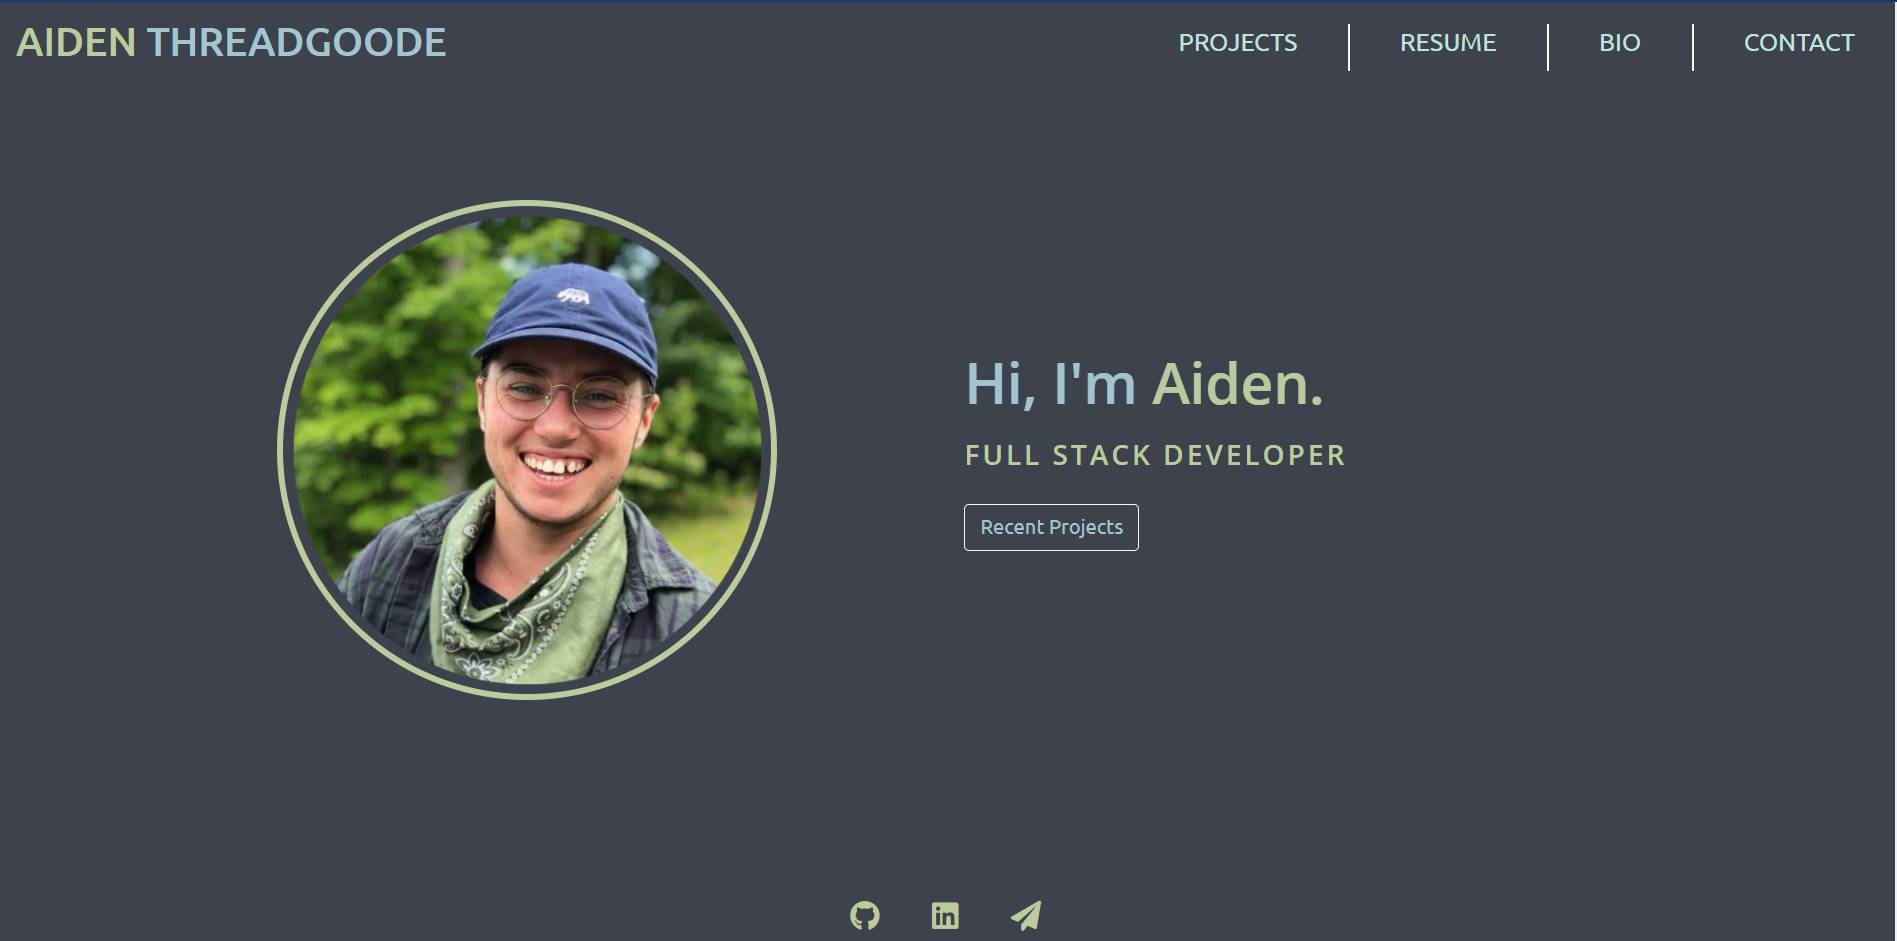 AIDEN THREADGOODE
PROJECTS
RESUME
BIO
CONTACT
Hi, I'm Aiden.
FULL STACK DEVELOPER
Recent Projects
in